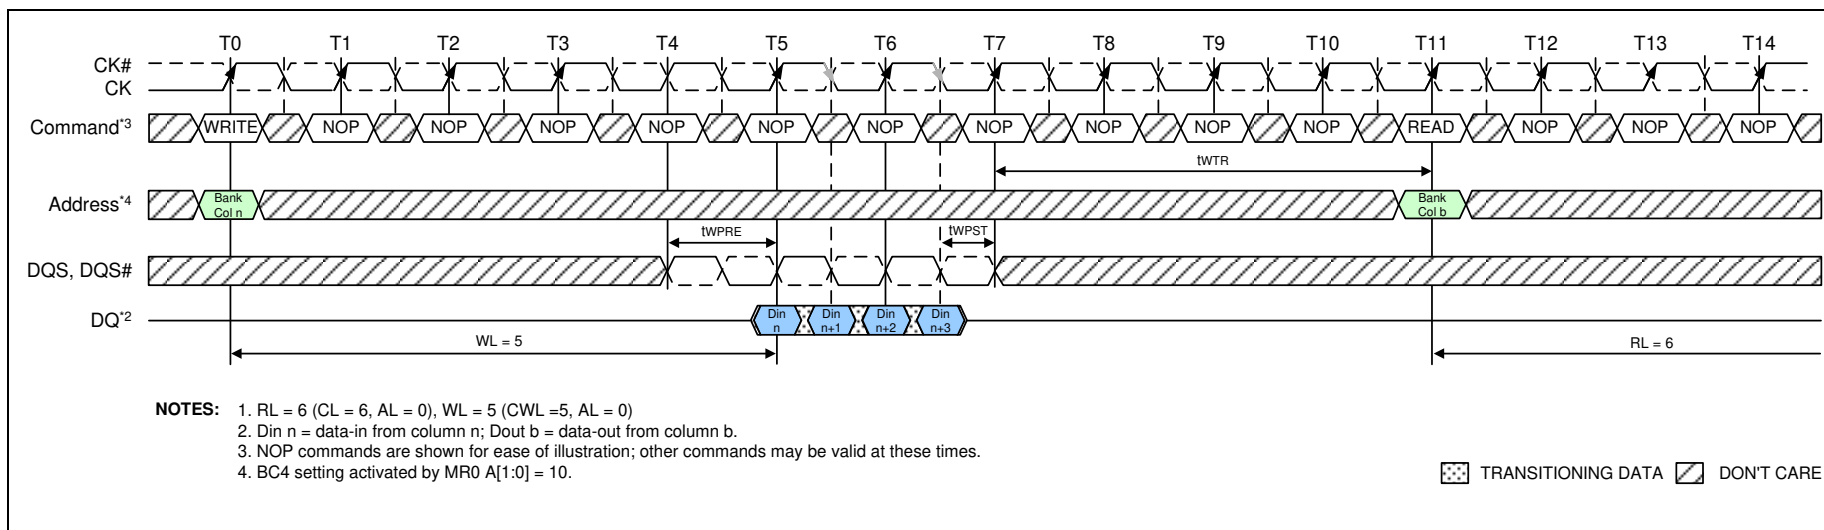 T0 T1 T2 T3 T4 T5 T6 T7 T8 T9 T10 T11 T12 T13 T14
CK#
CK
Command*3 WRITE NOP NOP NOP NOP NOP NOP NOP NOP NOP NOP READ NOP NOP NOP
tWTR
Address*4 Bank Col n Bank Col b
tWPRE tWPST
DQS, DQS#
DQ*2 Din n Din n+1 Din n+2 Din n+3
WL = 5 RL = 6
NOTES: 1. RL = 6 (CL = 6, AL = 0), WL = 5 (CWL =5, AL = 0)
2. Din n = data-in from column n; Dout b = data-out from column b.
3. NOP commands are shown for ease of illustration; other commands may be valid at these times.
4. BC4 setting activated by MR0 A[1:0] = 10.
TRANSITIONING DATA DON'T CARE